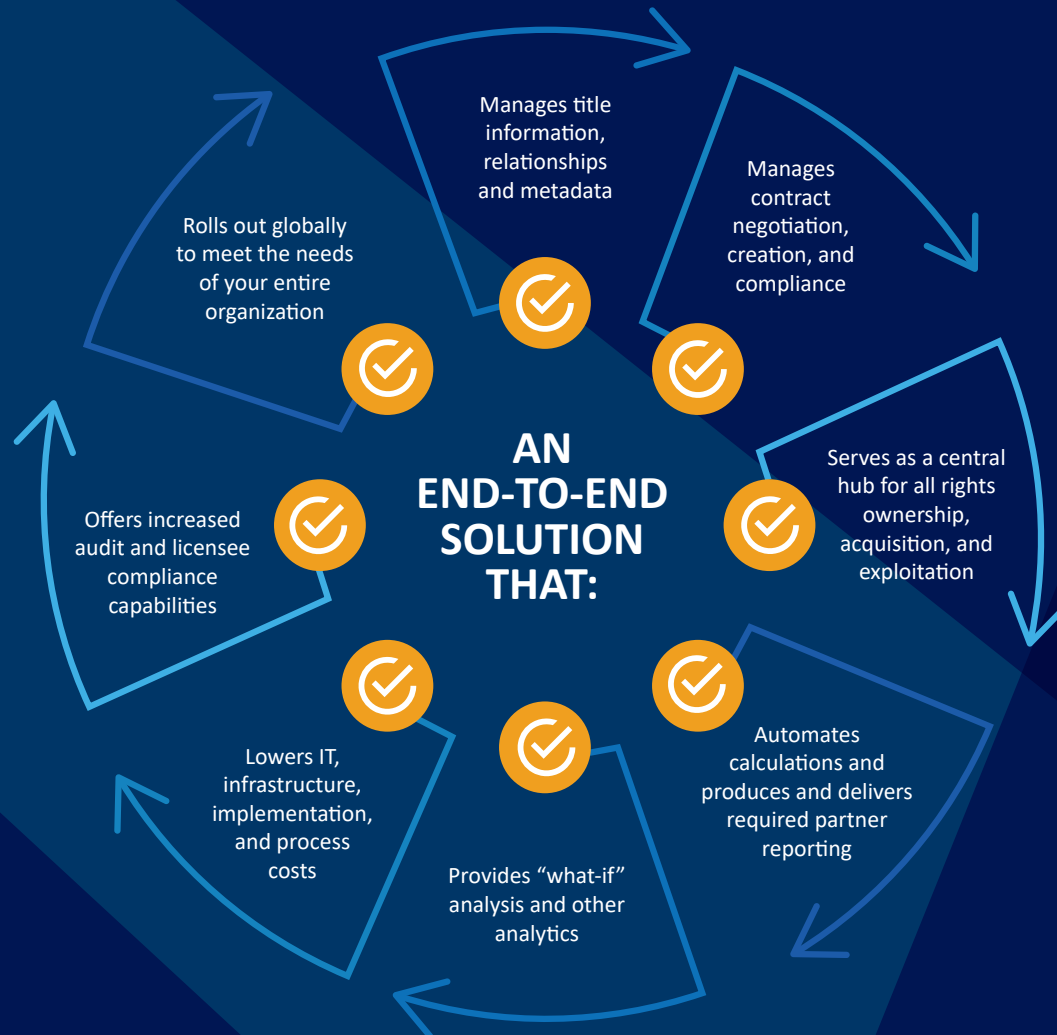 AN
END-TO-END
SOLUTION
THAT:
Manages title
information,
relationships
and metadata
Manages
contract
negotiation,
creation, and
compliance
Serves as a central
hub for all rights
ownership,
acquisition, and
exploitation
Automates
calculations and
produces and delivers
required partner
reporting
Provides “what-if”
analysis and other
analytics
Lowers IT,
infrastructure,
implementation,
and process
costs
Offers increased
audit and licensee
compliance
capabilities
Rolls out globally
to meet the needs
of your entire
organization